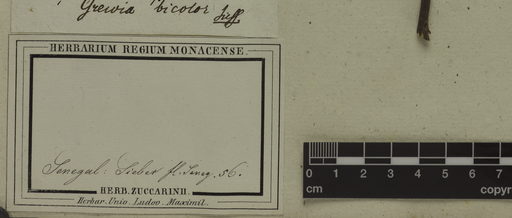 Grewia bicolor Juss
HERBARIUM REGIUM MONACENSE.
Senegal: Sieber fl. Seneg. 56.
HERB. ZUCCARINII.
Herbar. Univ. Ludov. Maximil.
0 1 2 3 4 5 6 7
cm copyr